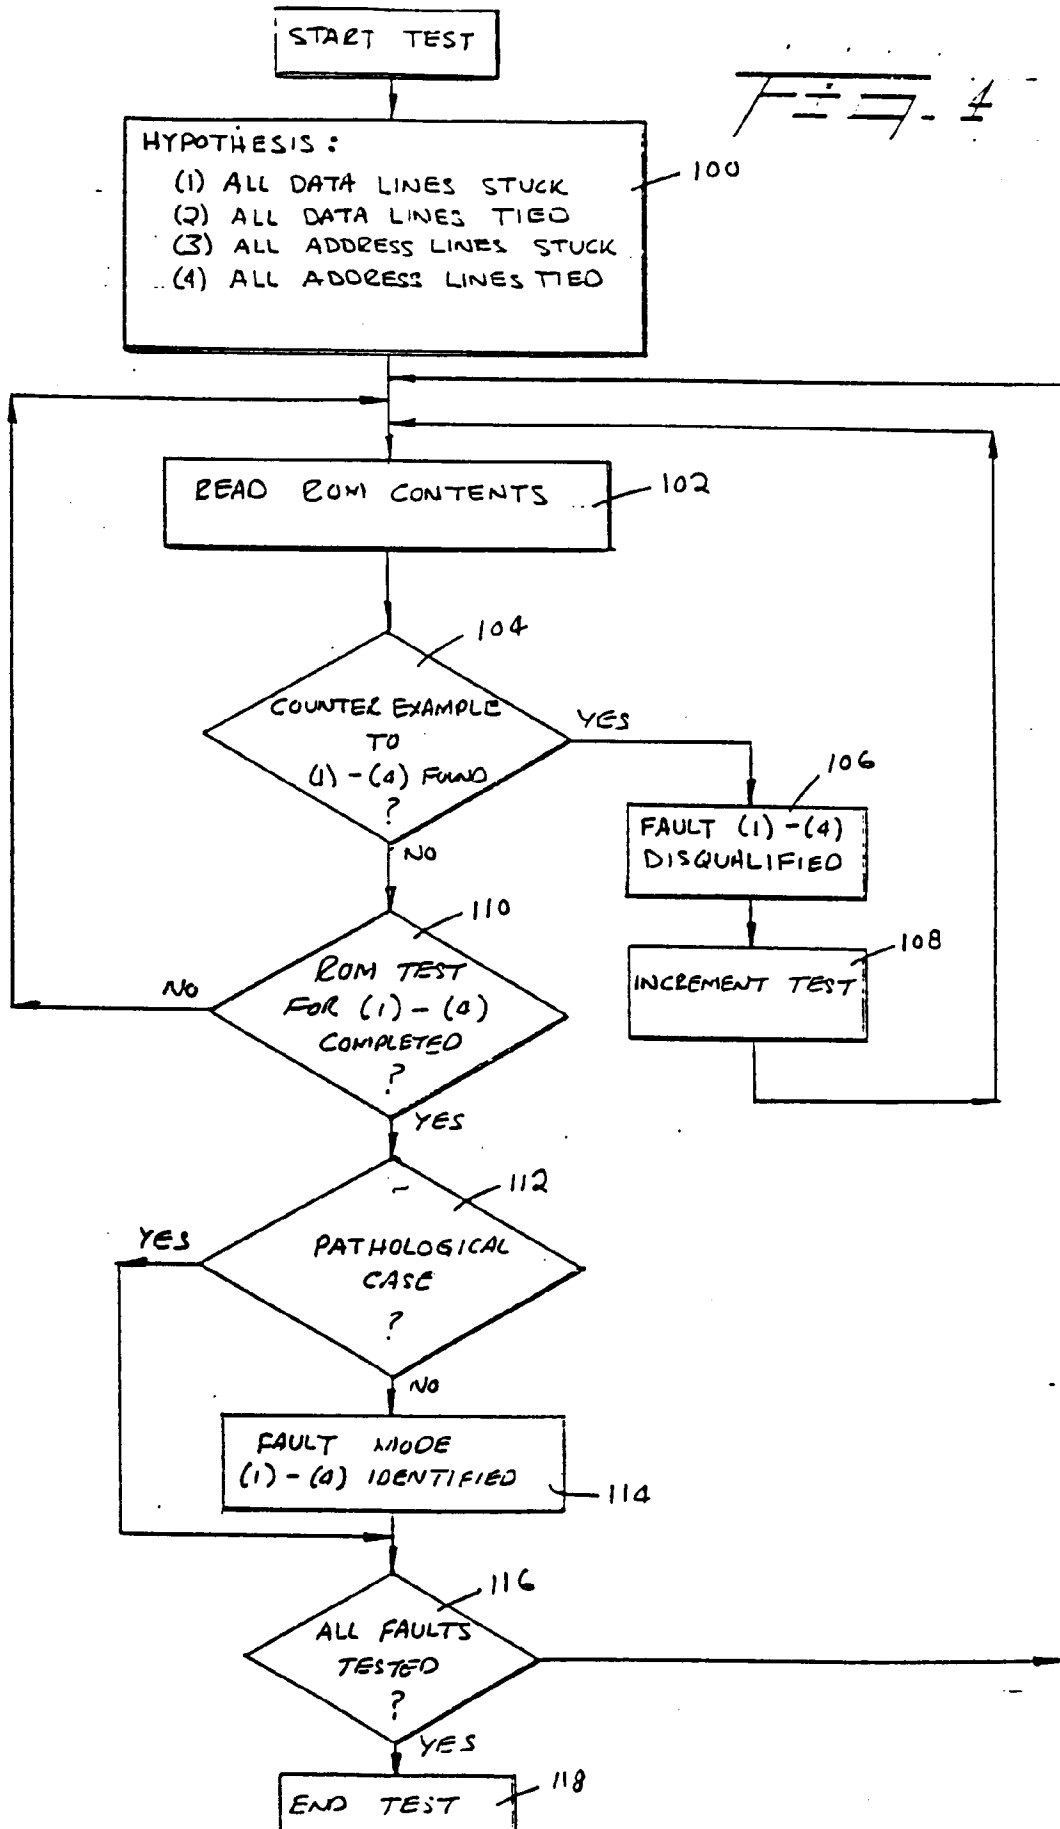 START TEST
Fig. 4
HYPOTHESIS:
(1) ALL DATA LINES STUCK
(2) ALL DATA LINES TIED
(3) ALL ADDRESS LINES STUCK
(4) ALL ADDRESS LINES TIED
100
READ ROM CONTENTS
102
104
COUNTER EXAMPLE
TO
(1) - (4) FOUND
?
YES
NO
106
FAULT (1) - (4)
DISQUALIFIED
108
INCREMENT TEST
110
ROM TEST
FOR (1) - (4)
COMPLETED
?
NO
YES
112
PATHOLOGICAL
CASE
?
YES
NO
FAULT MODE
(1) - (4) IDENTIFIED
114
116
ALL FAULTS
TESTED
?
YES
END TEST
118